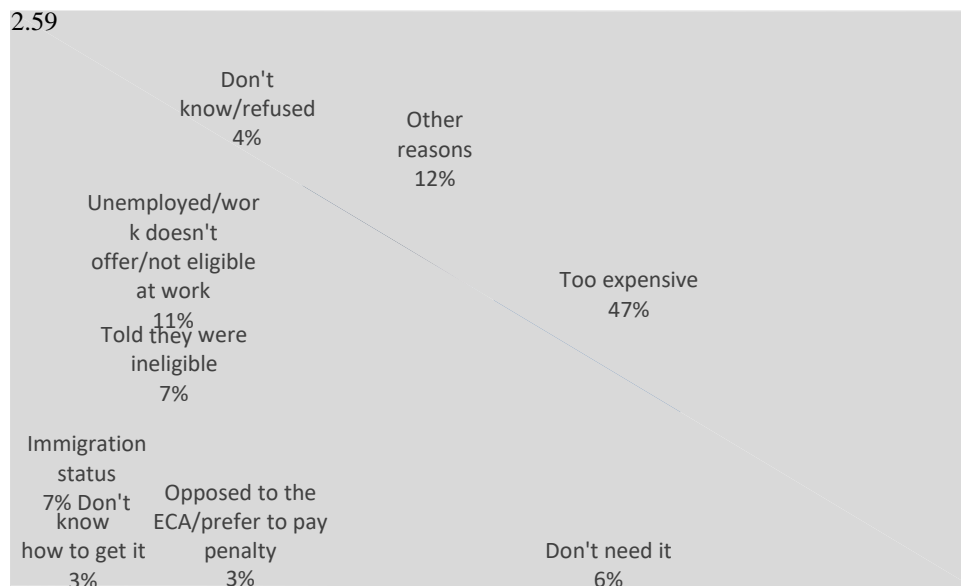 2.59
Don't
know/refused
4%
Other
reasons
12%
Unemployed/wor
k doesn't
offer/not eligible
at work
11%
Told they were
ineligible
7%
Too expensive
47%
Immigration
status
7% Don't
know
how to get it
3%
Opposed to the
ECA/prefer to pay
penalty
3%
Don't need it
6%